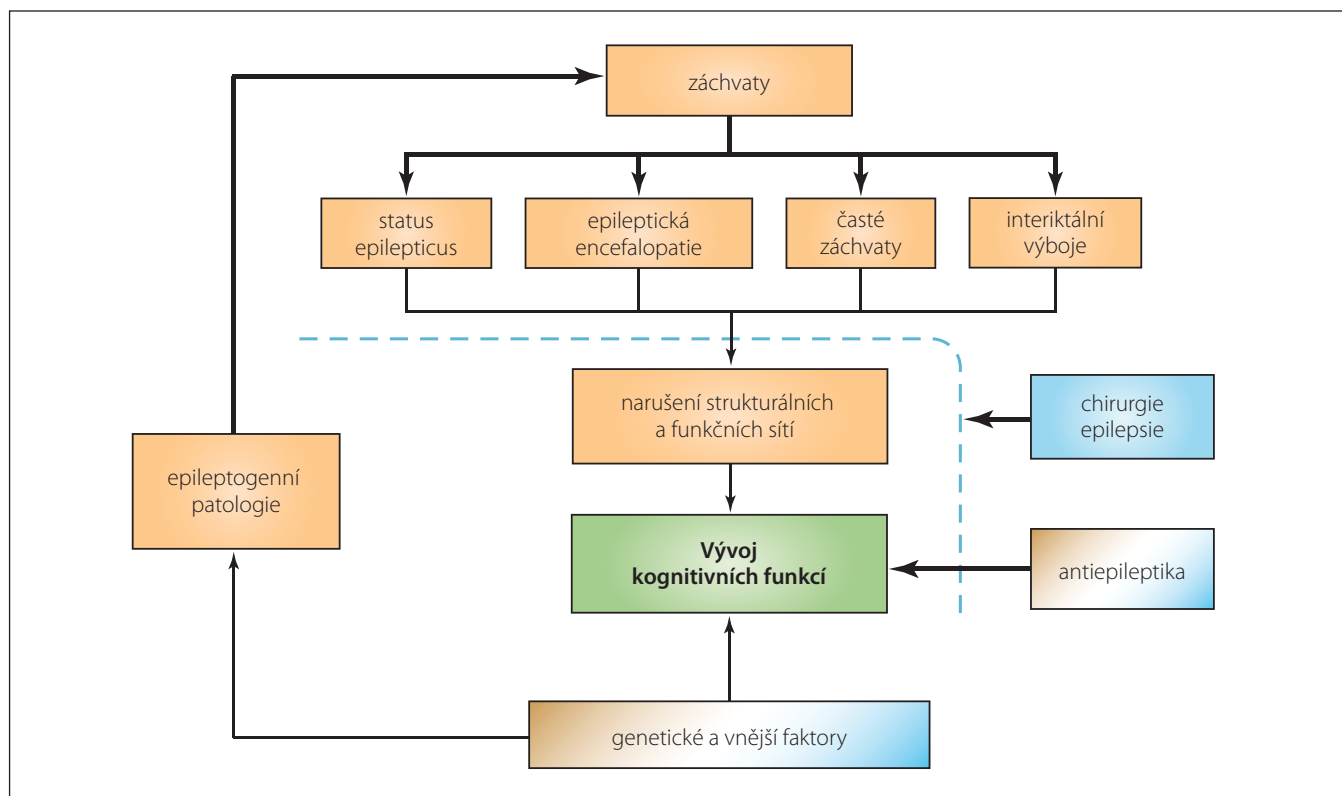 záchvaty
status
epilepticus
epileptická
encefalopatie
časté
záchvaty
interiktální
výboje
narušení strukturálních
a funkčních sítí
chirurgie
epilepsie
epileptogenní
patologie
Vývoj
kognitivních funkcí
antiepileptika
genetické a vnější faktory